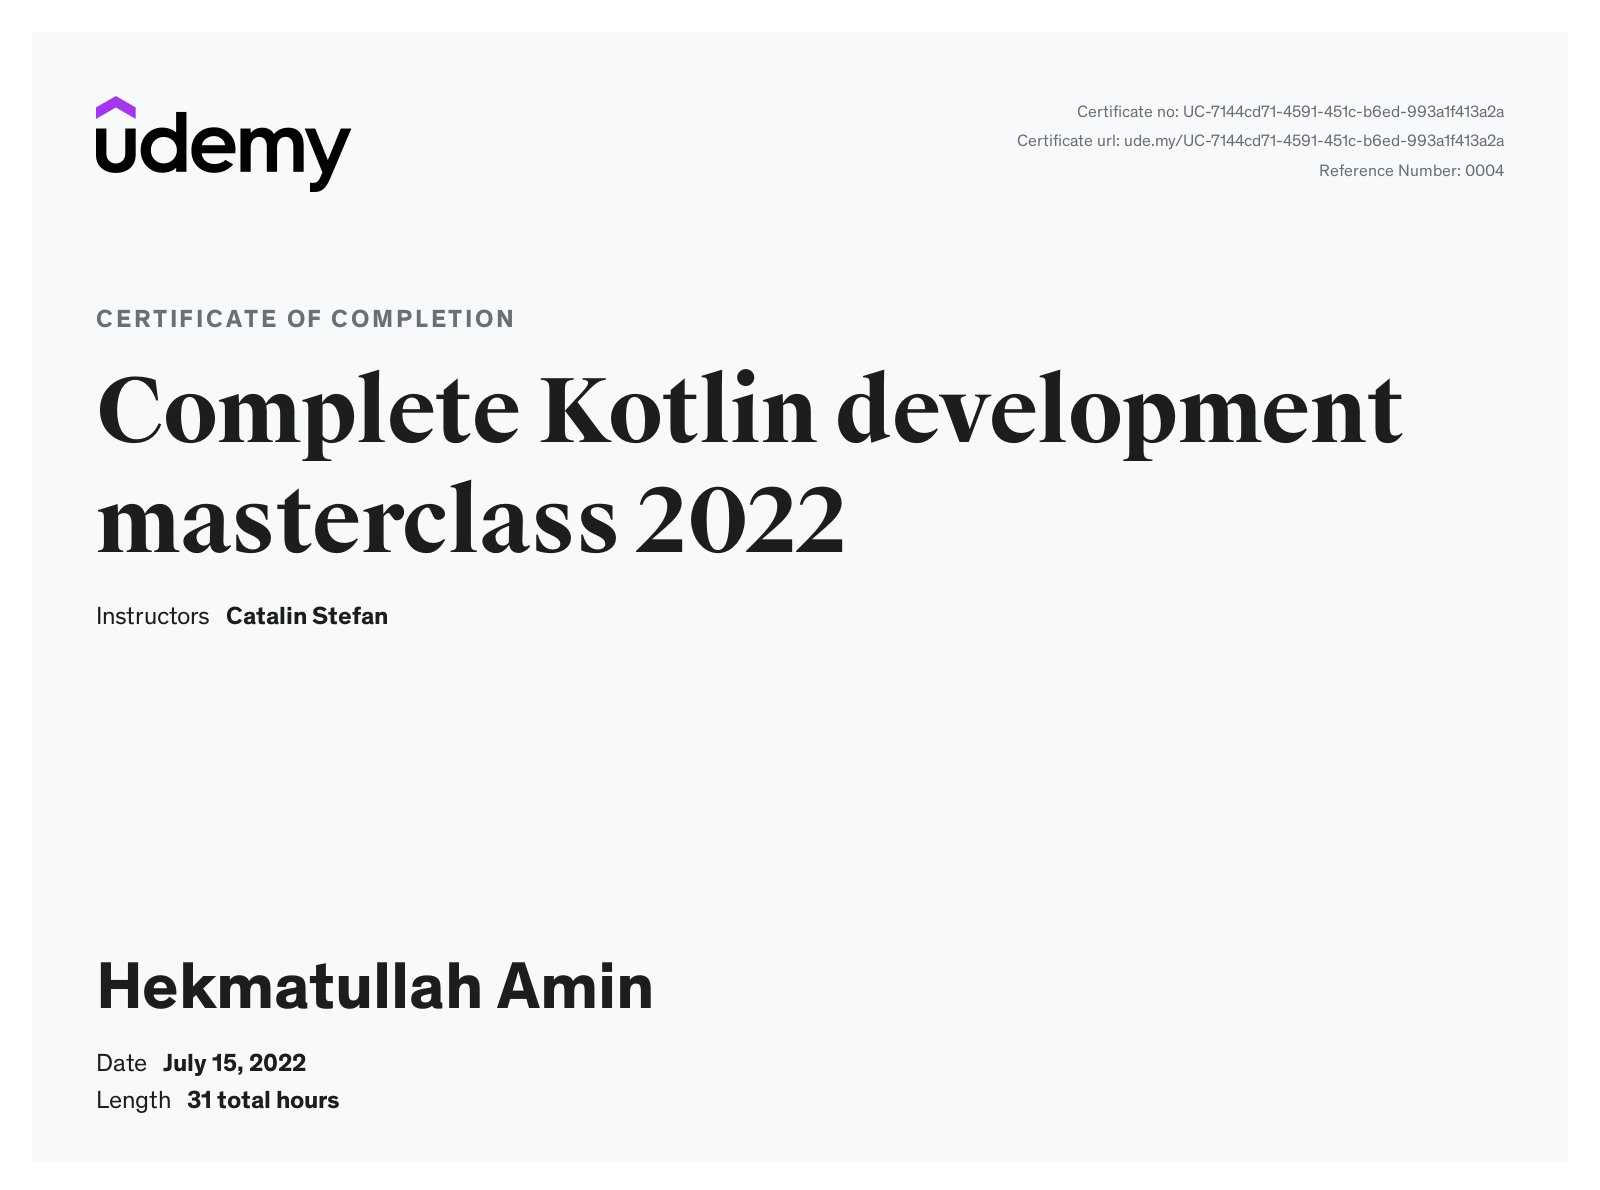 udemy
Certificate no: UC-7144cd71-4591-451c-b6ed-993a1f413a2a
Certificate url: ude.my/UC-7144cd71-4591-451c-b6ed-993a1f413a2a
Reference Number: 0004
CERTIFICATE OF COMPLETION
Complete Kotlin development
masterclass 2022
Instructors Catalin Stefan
Hekmatullah Amin
Date July 15, 2022
Length 31 total hours